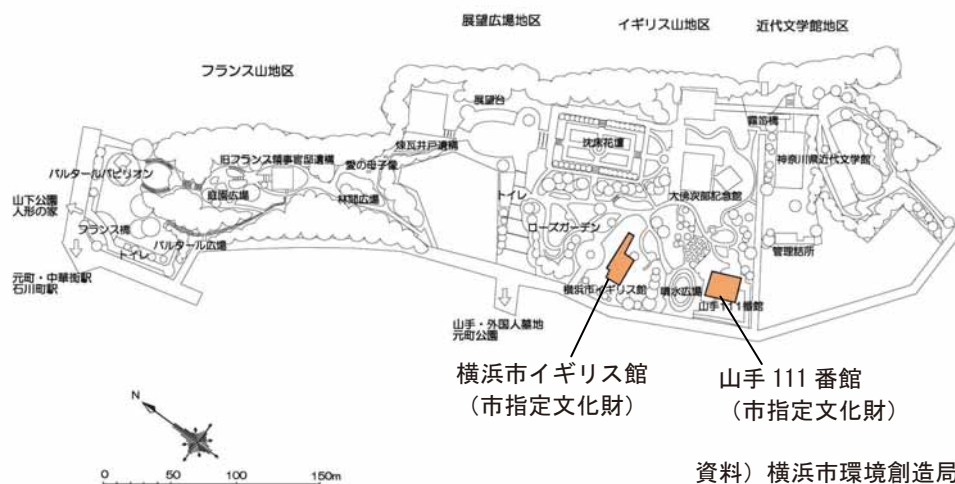 展望広場地区
イギリス山地区
近代文学館地区
フランス山地区
展望台
霧笛橋
煉瓦井戸遺構
沈床花壇
神奈川県近代文学館
旧フランス領事官邸遺構
愛の母子像
バルタールパビリオン
大佛次郎記念館
庭園広場
林間広場
トイレ
山下公園
人形の家
ローズガーデン
フランス橋
バルタール広場
管理詰所
トイレ
元町・中華街駅
石川町駅
横浜市イギリス館
噴水広場
山手111番館
山手・外国人墓地
元町公園
横浜市イギリス館
(市指定文化財)
山手 111 番館
(市指定文化財)
N
0 50 100 150m
資料)横浜市環境創造局